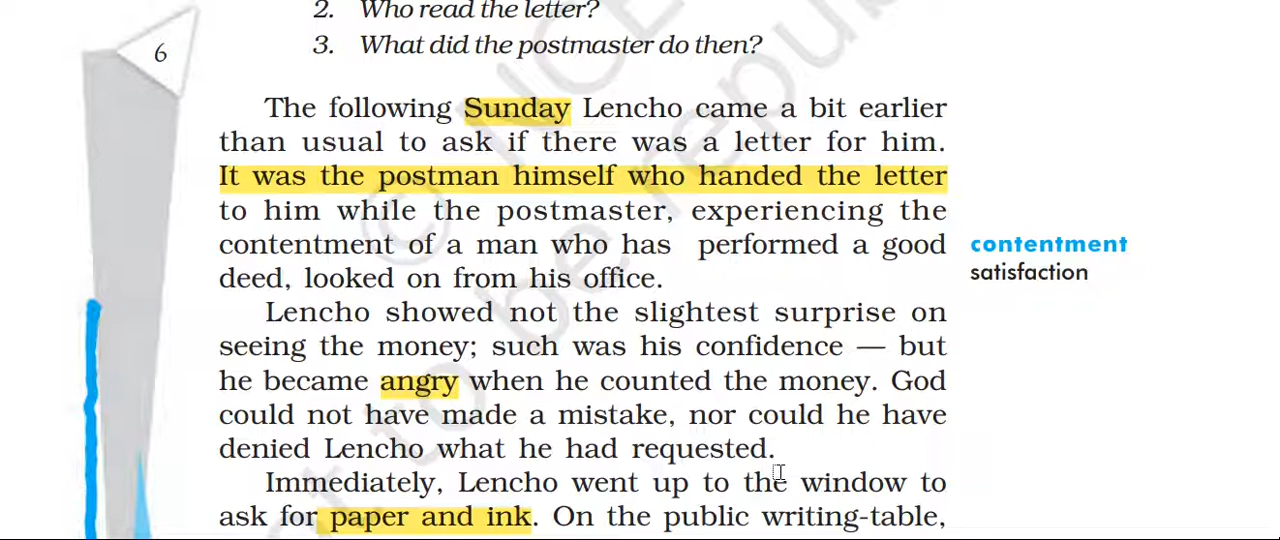 2. Who read the letter?
3. What did the postmaster do then?
6
The following Sunday Lencho came a bit earlier
than usual to ask if there was a letter for him.
It was the postman himself who handed the letter
to him while the postmaster, experiencing the
contentment of a man who has performed a good
deed, looked on from his office.
contentment
satisfaction
Lencho showed not the slightest surprise on
seeing the money; such was his confidence — but
he became angry when he counted the money. God
could not have made a mistake, nor could he have
denied Lencho what he had requested.
Immediately, Lencho went up to the window to
ask for paper and ink. On the public writing-table,